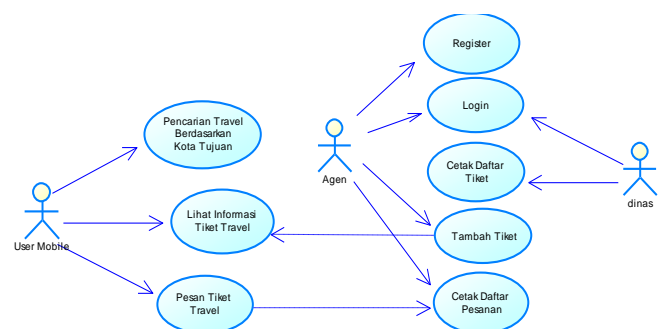 Register
Login
Pencarian Travel
Berdasarkan
Kota Tujuan
Agen
Cetak Daftar
Tiket
dinas
User Mobile
Lihat Informasi
Tiket Travel
Tambah Tiket
Pesan Tiket
Travel
Cetak Daftar
Pesanan